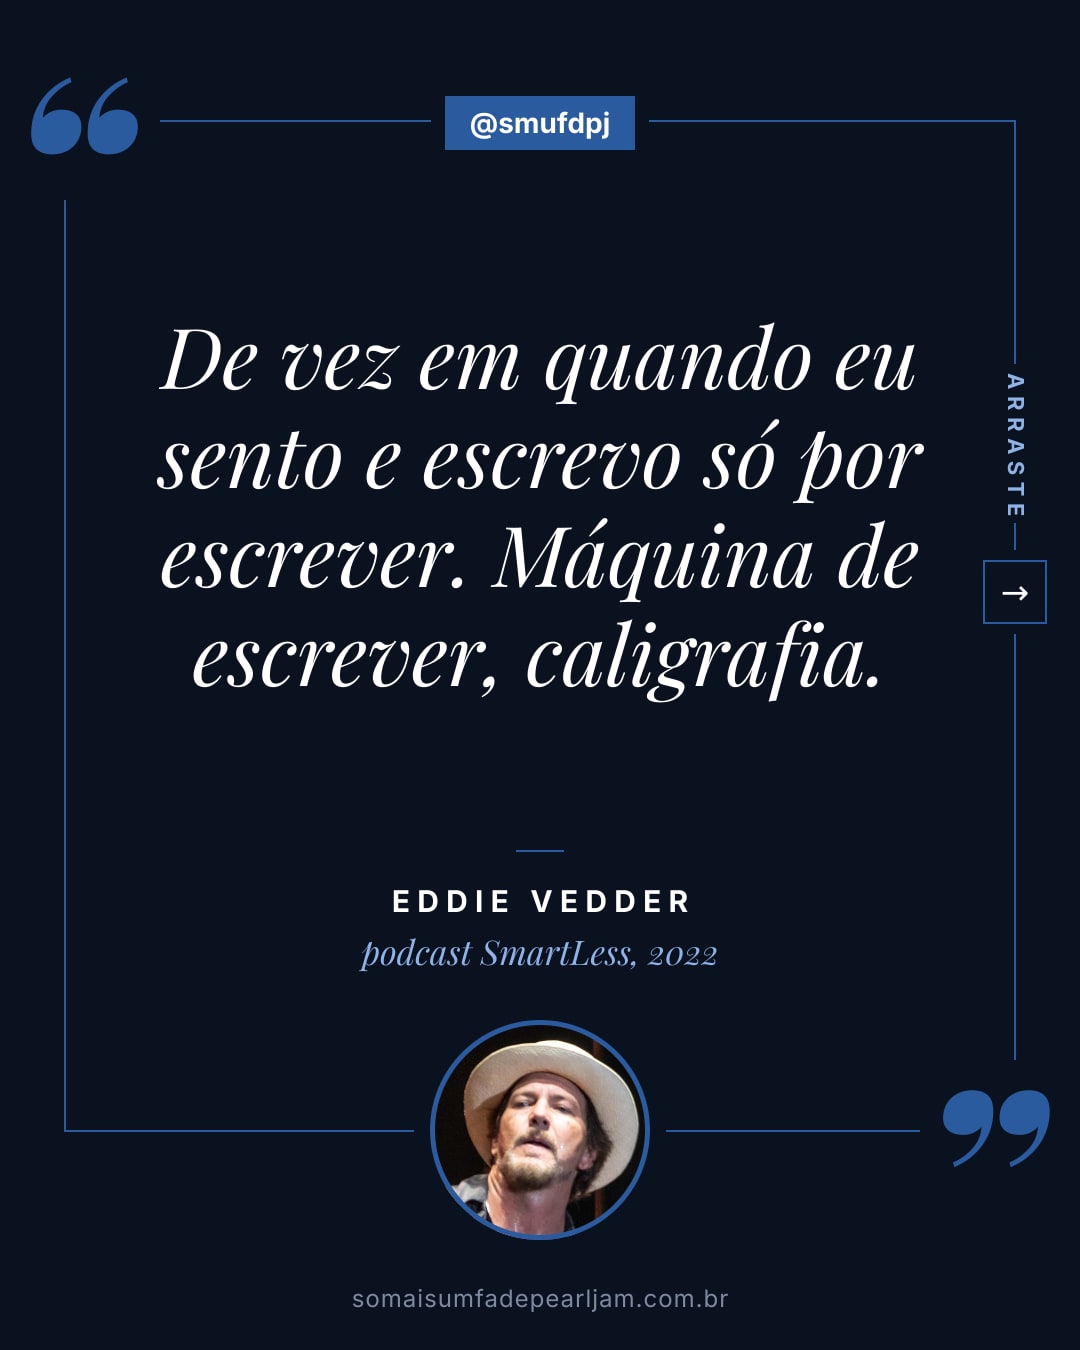 @smufdpj
De vez em quando eu
sento e escrevo só por
escrever. Máquina de
escrever, caligrafia.
ARRASTE
→
EDDIE VEDDER
podcast SmartLess, 2022
somaisumfadepearljam.com.br